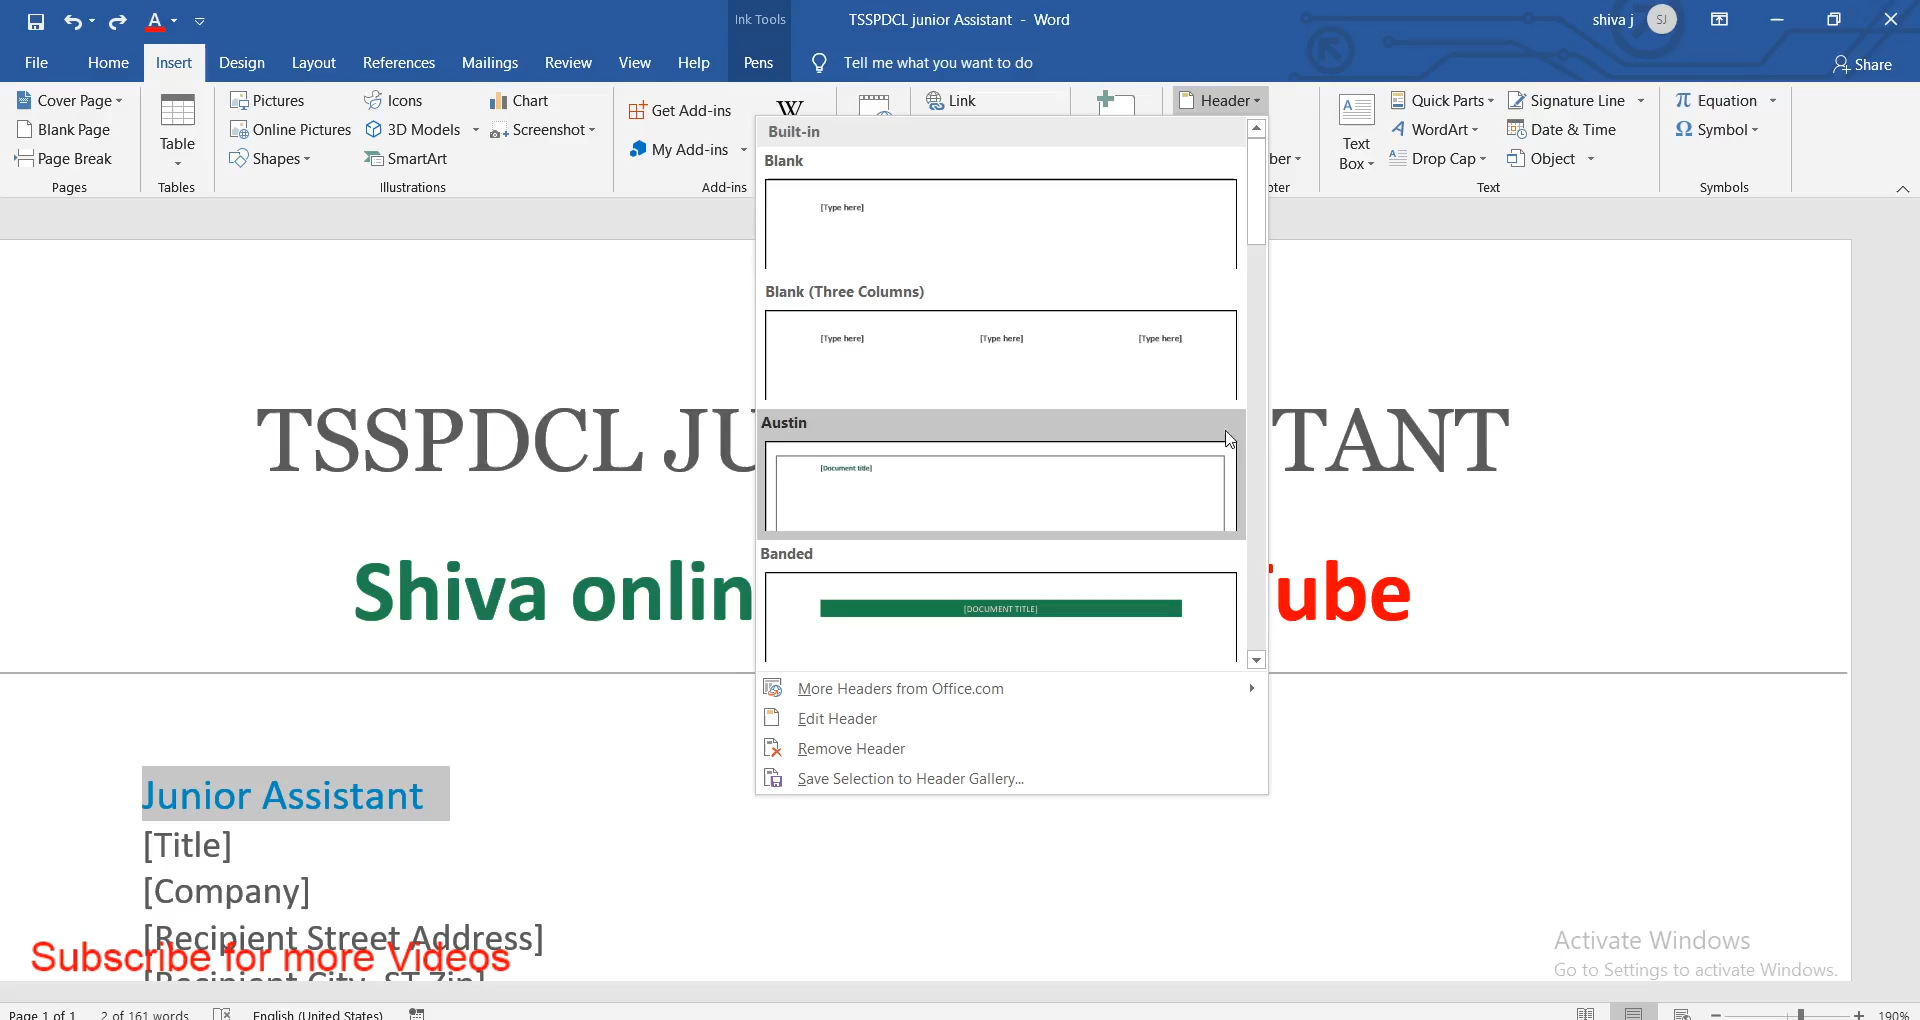 Ink Tools
TSSPDCL junior Assistant - Word
shiva j
SJ
File
Home
Insert
Design
Layout
References
Mailings
Review
View
Help
Pens
Tell me what you want to do
Share
Cover Page
Blank Page
Page Break
Pages
Table
Tables
Pictures
Online Pictures
Shapes
Icons
3D Models
SmartArt
Chart
Screenshot
Illustrations
Get Add-ins
My Add-ins
Add-ins
W
Link
Header
Text
Box
Quick Parts
WordArt
Drop Cap
Signature Line
Date & Time
Object
Text
Equation
Symbol
Symbols
Built-in
Blank
[Type here]
Blank (Three Columns)
[Type here] [Type here] [Type here]
Austin
[Document title]
Banded
[DOCUMENT TITLE]
More Headers from Office.com
Edit Header
Remove Header
Save Selection to Header Gallery...
TSSPDCL JU TANT
Shiva onlin ube
Junior Assistant
[Title]
[Company]
[Recipient Street Address]
Subscribe for more Videos
[Recipient City, ST Zip]
Activate Windows
Go to Settings to activate Windows.
Page 1 of 1
2 of 161 words
English (United States)
190%